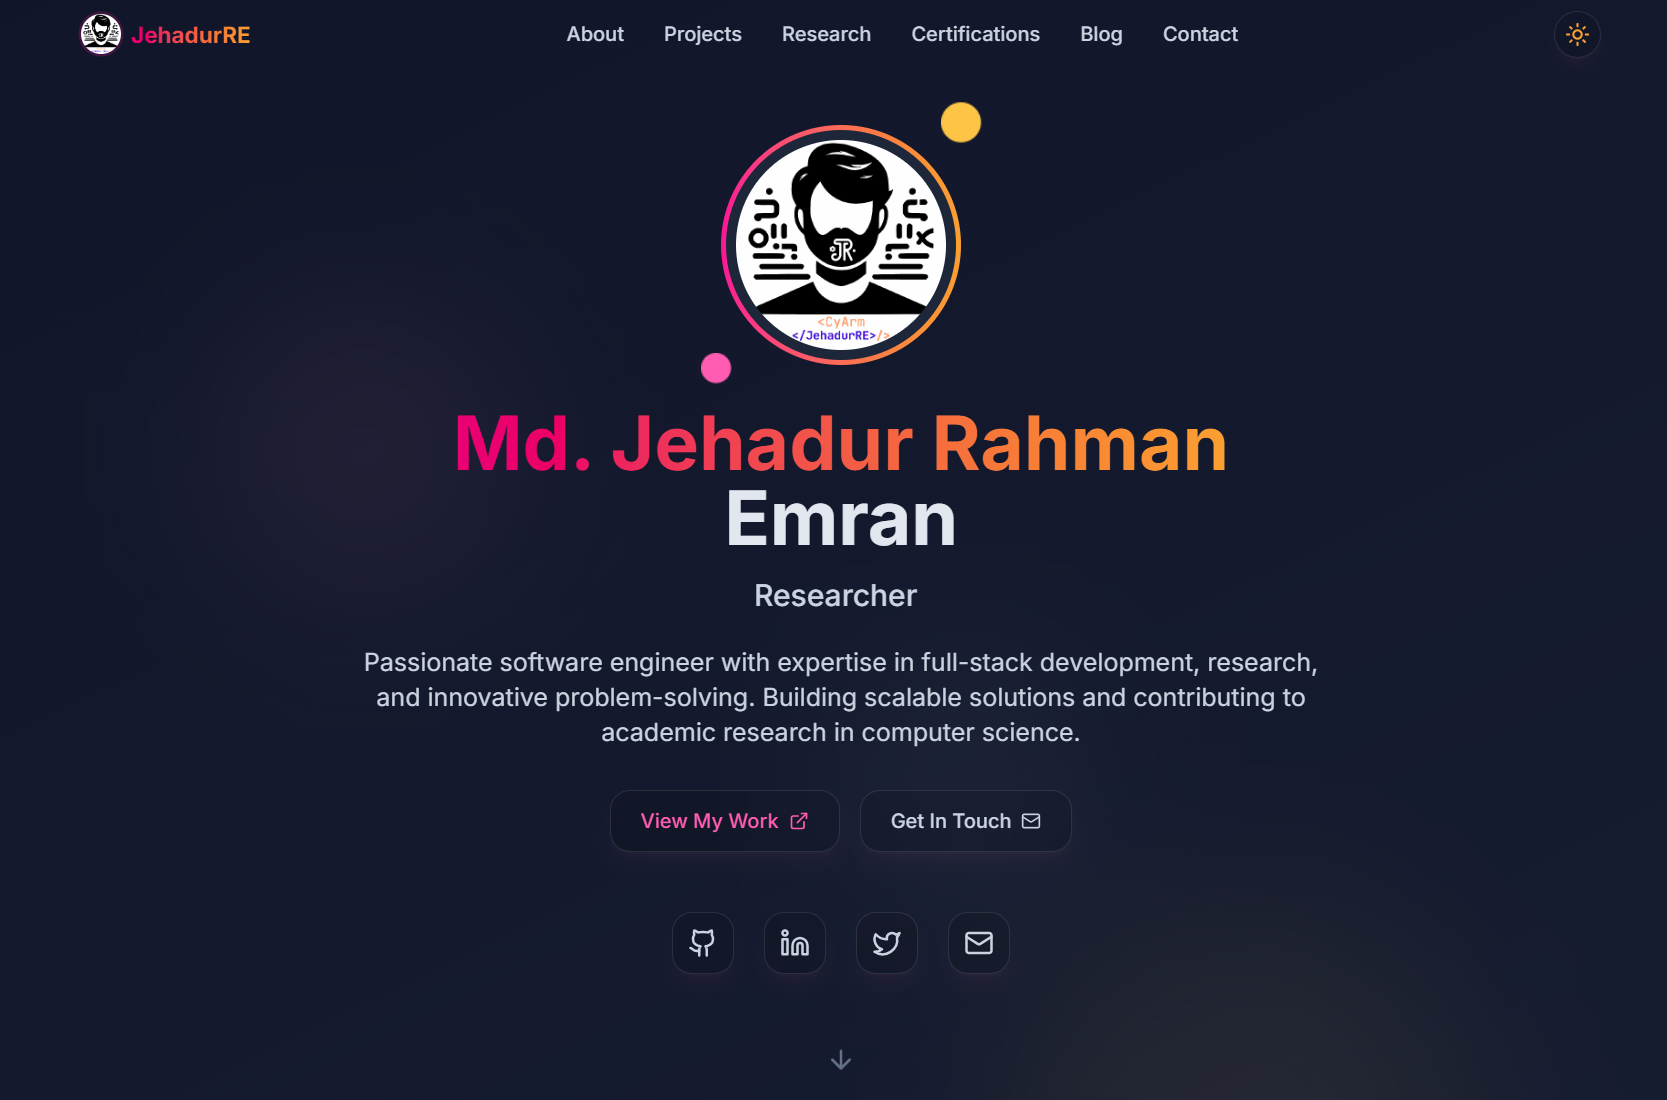 JehadurRE
About
Projects
Research
Certifications
Blog
Contact
JR
<CyArm
</JehadurRE>/>
Md. Jehadur Rahman
Emran
Researcher
Passionate software engineer with expertise in full-stack development, research,
and innovative problem-solving. Building scalable solutions and contributing to
academic research in computer science.
View My Work
Get In Touch